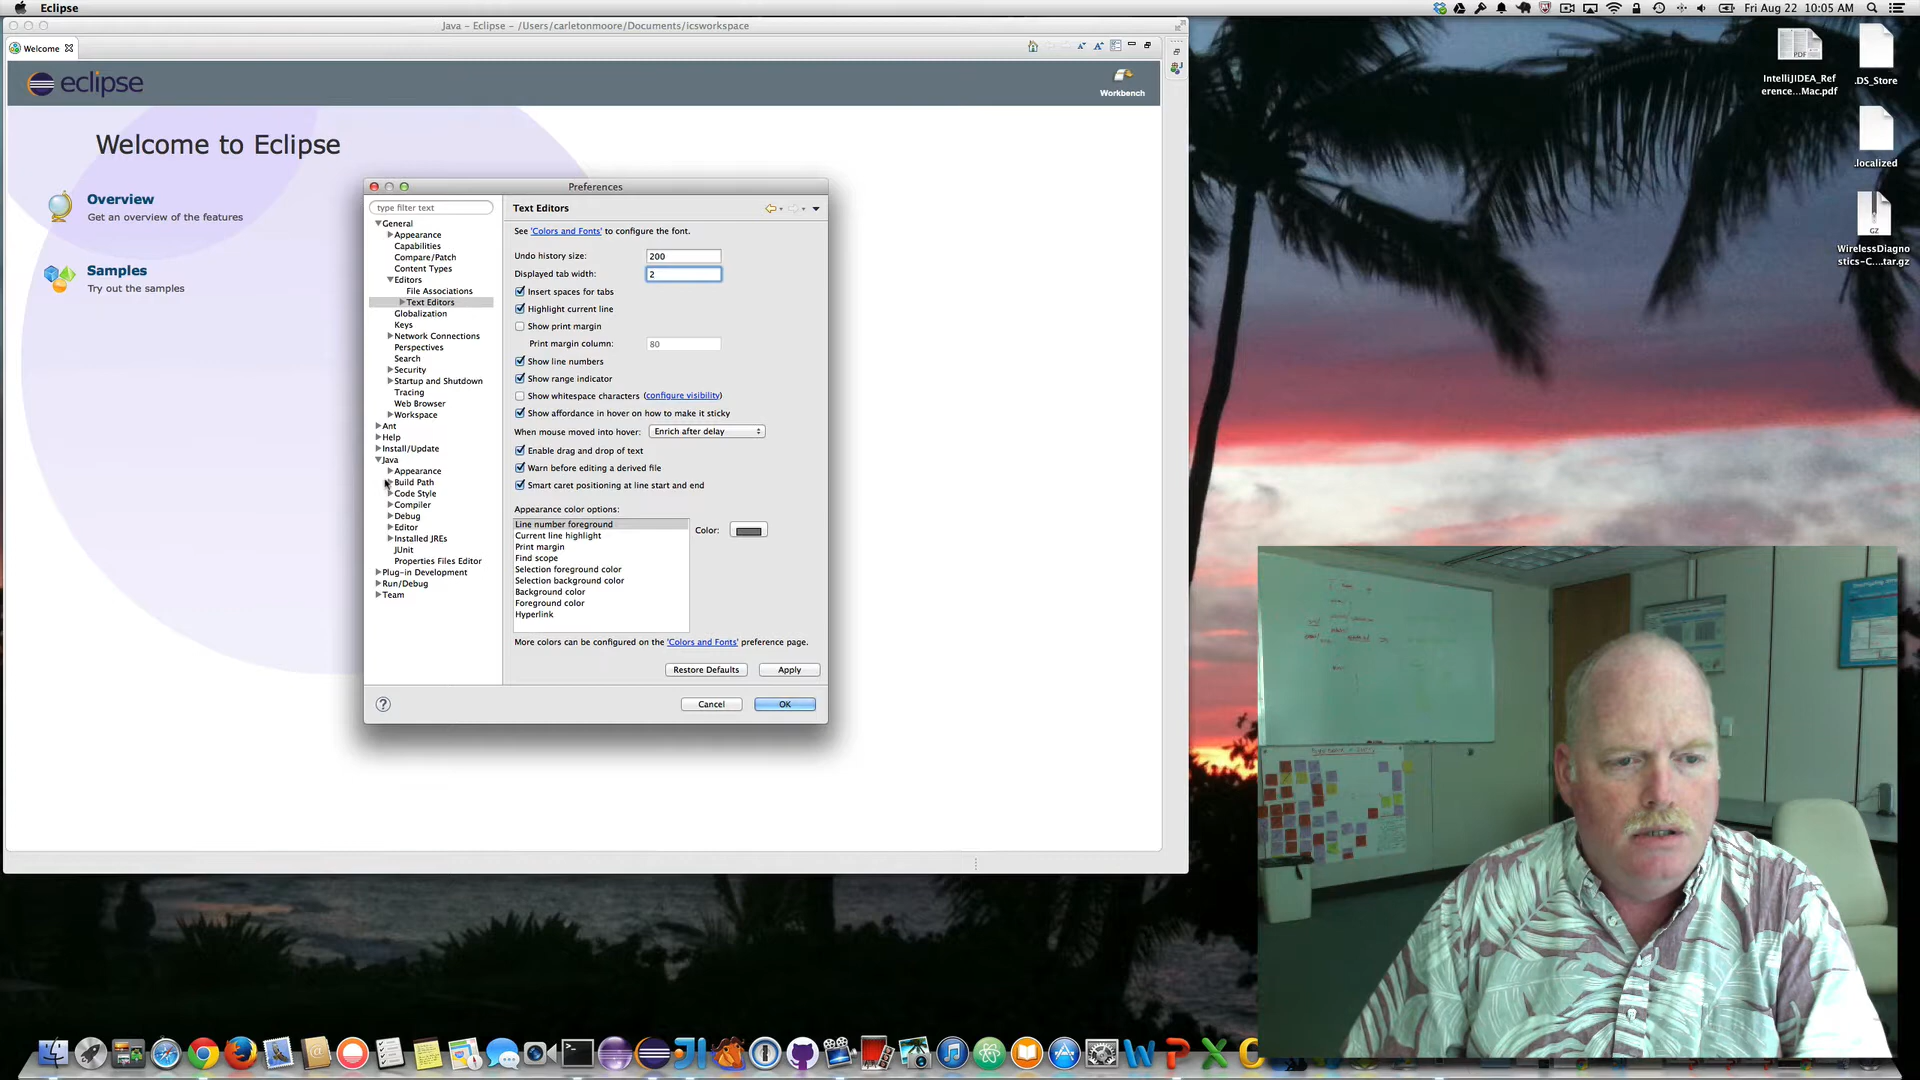 Eclipse
Fri Aug 22 10:05 AM
Java - Eclipse - /Users/carletonmoore/Documents/icsworkspace
Welcome
eclipse
Workbench
Welcome to Eclipse
Overview
Get an overview of the features
Samples
Try out the samples
Preferences
type filter text
General
Appearance
Capabilities
Compare/Patch
Content Types
Editors
File Associations
Text Editors
Globalization
Keys
Network Connections
Perspectives
Search
Security
Startup and Shutdown
Tracing
Web Browser
Workspace
Ant
Help
Install/Update
Java
Appearance
Build Path
Code Style
Compiler
Debug
Editor
Installed JREs
JUnit
Properties Files Editor
Plug-in Development
Run/Debug
Team
Text Editors
See 'Colors and Fonts' to configure the font.
Undo history size: 200
Displayed tab width: 2
Insert spaces for tabs
Highlight current line
Show print margin
Print margin column: 80
Show line numbers
Show range indicator
Show whitespace characters (configure visibility)
Show affordance in hover on how to make it sticky
When mouse moved into hover: Enrich after delay
Enable drag and drop of text
Warn before editing a derived file
Smart caret positioning at line start and end
Appearance color options:
Line number foreground
Current line highlight
Print margin
Find scope
Selection foreground color
Selection background color
Background color
Foreground color
Hyperlink
Color:
More colors can be configured on the 'Colors and Fonts' preference page.
Restore Defaults
Apply
?
Cancel
OK
PDF
IntelliJIDEA_Ref
erence...Mac.pdf
.DS_Store
.localized
GZ
WirelessDiagno
stics-C...tar.gz